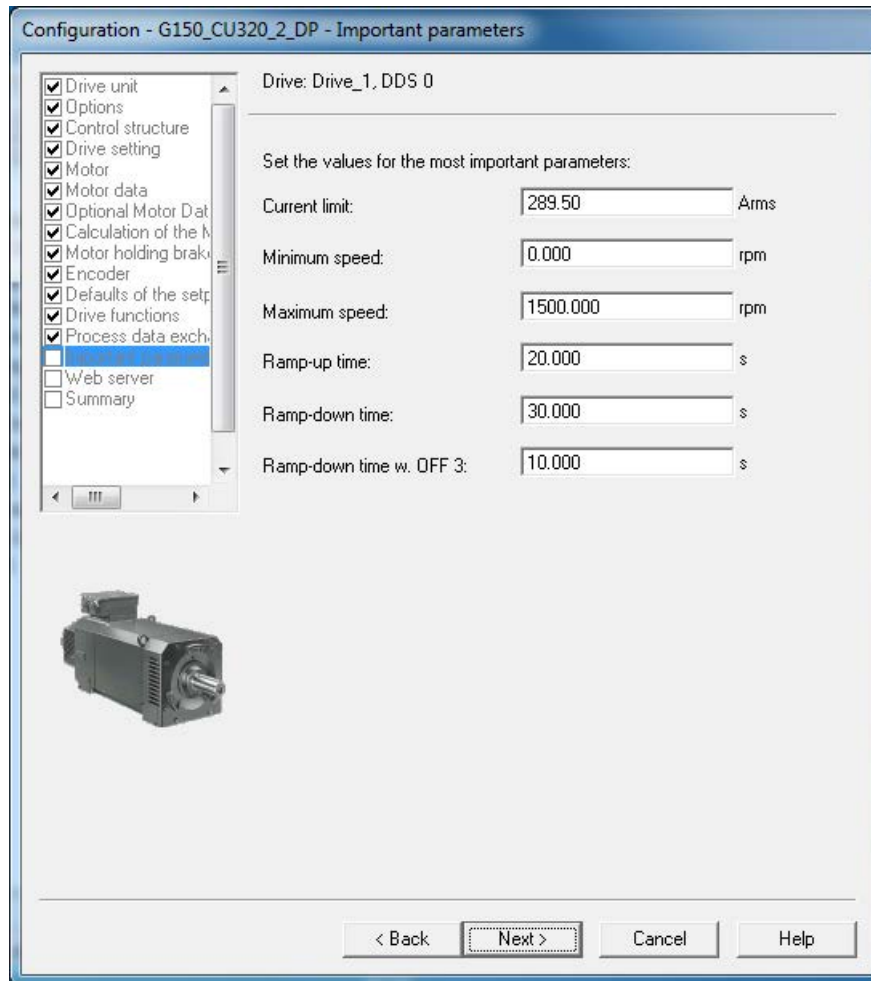 Configuration - G150_CU320_2_DP - Important parameters
Drive unit
Options
Control structure
Drive setting
Motor
Motor data
Optional Motor Dat
Calculation of the M
Motor holding brak
Encoder
Defaults of the setp
Drive functions
Process data exch
Web server
Summary
Drive: Drive_1, DDS 0
Set the values for the most important parameters:
Current limit: 289.50 Arms
Minimum speed: 0.000 rpm
Maximum speed: 1500.000 rpm
Ramp-up time: 20.000 s
Ramp-down time: 30.000 s
Ramp-down time w. OFF 3: 10.000 s
< Back Next > Cancel Help